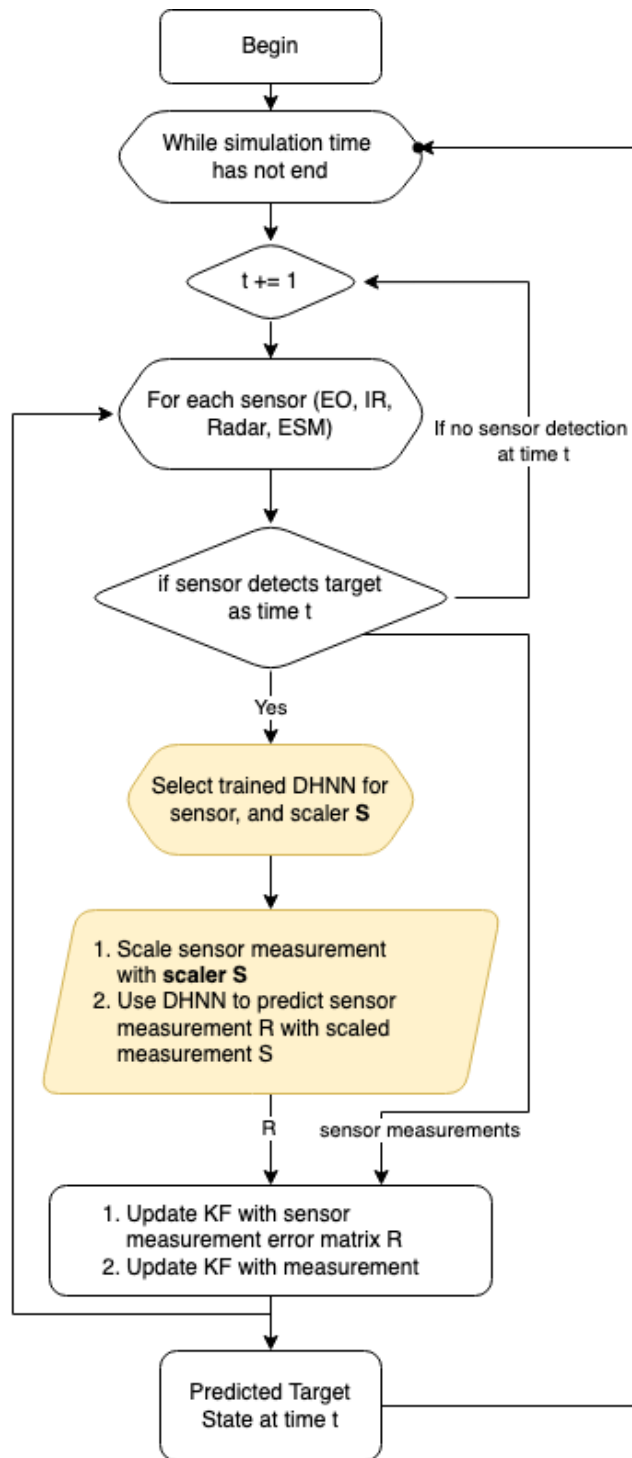 Begin
While simulation time
has not end
t += 1
For each sensor (EO, IR,
Radar, ESM)
If no sensor detection
at time t
if sensor detects target
as time t
Yes
Select trained DHNN for
sensor, and scaler S
1. Scale sensor measurement
with scaler S
2. Use DHNN to predict sensor
measurement R with scaled
measurement S
R
sensor measurements
1. Update KF with sensor
measurement error matrix R
2. Update KF with measurement
Predicted Target
State at time t